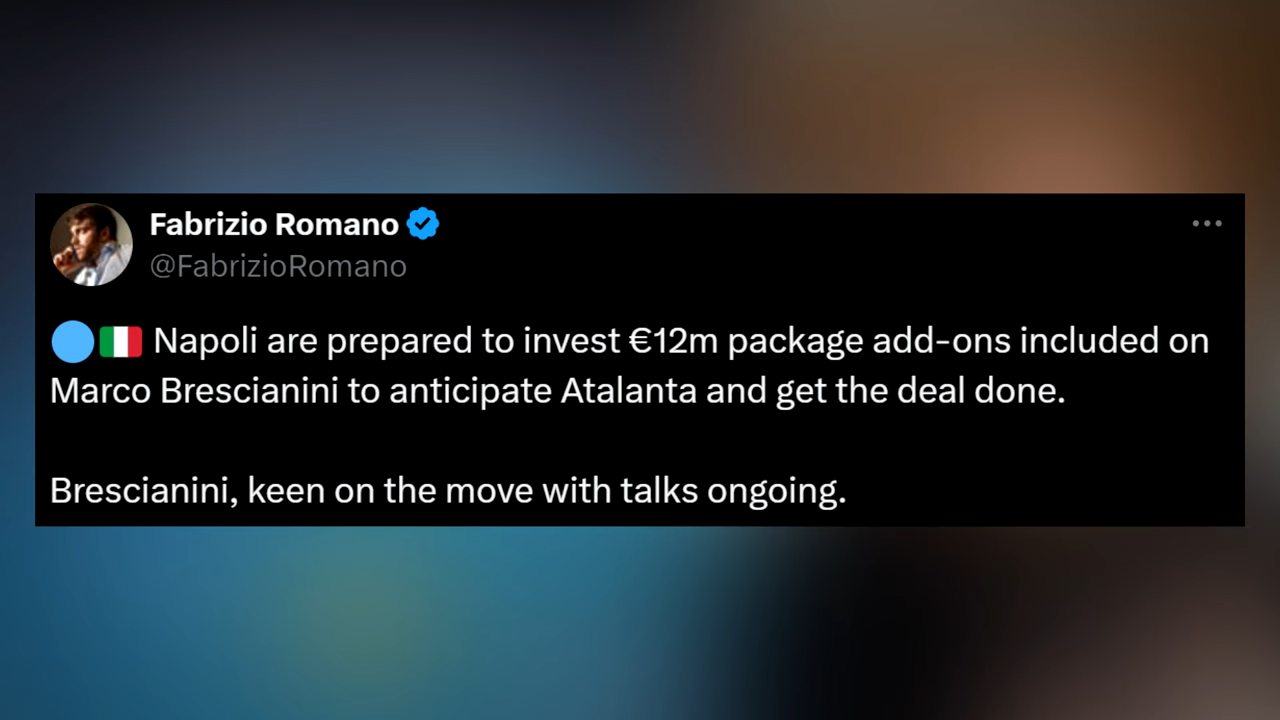 Fabrizio Romano
@FabrizioRomano
🔵🇮🇹 Napoli are prepared to invest €12m package add-ons included on
Marco Brescianini to anticipate Atalanta and get the deal done.
Brescianini, keen on the move with talks ongoing.